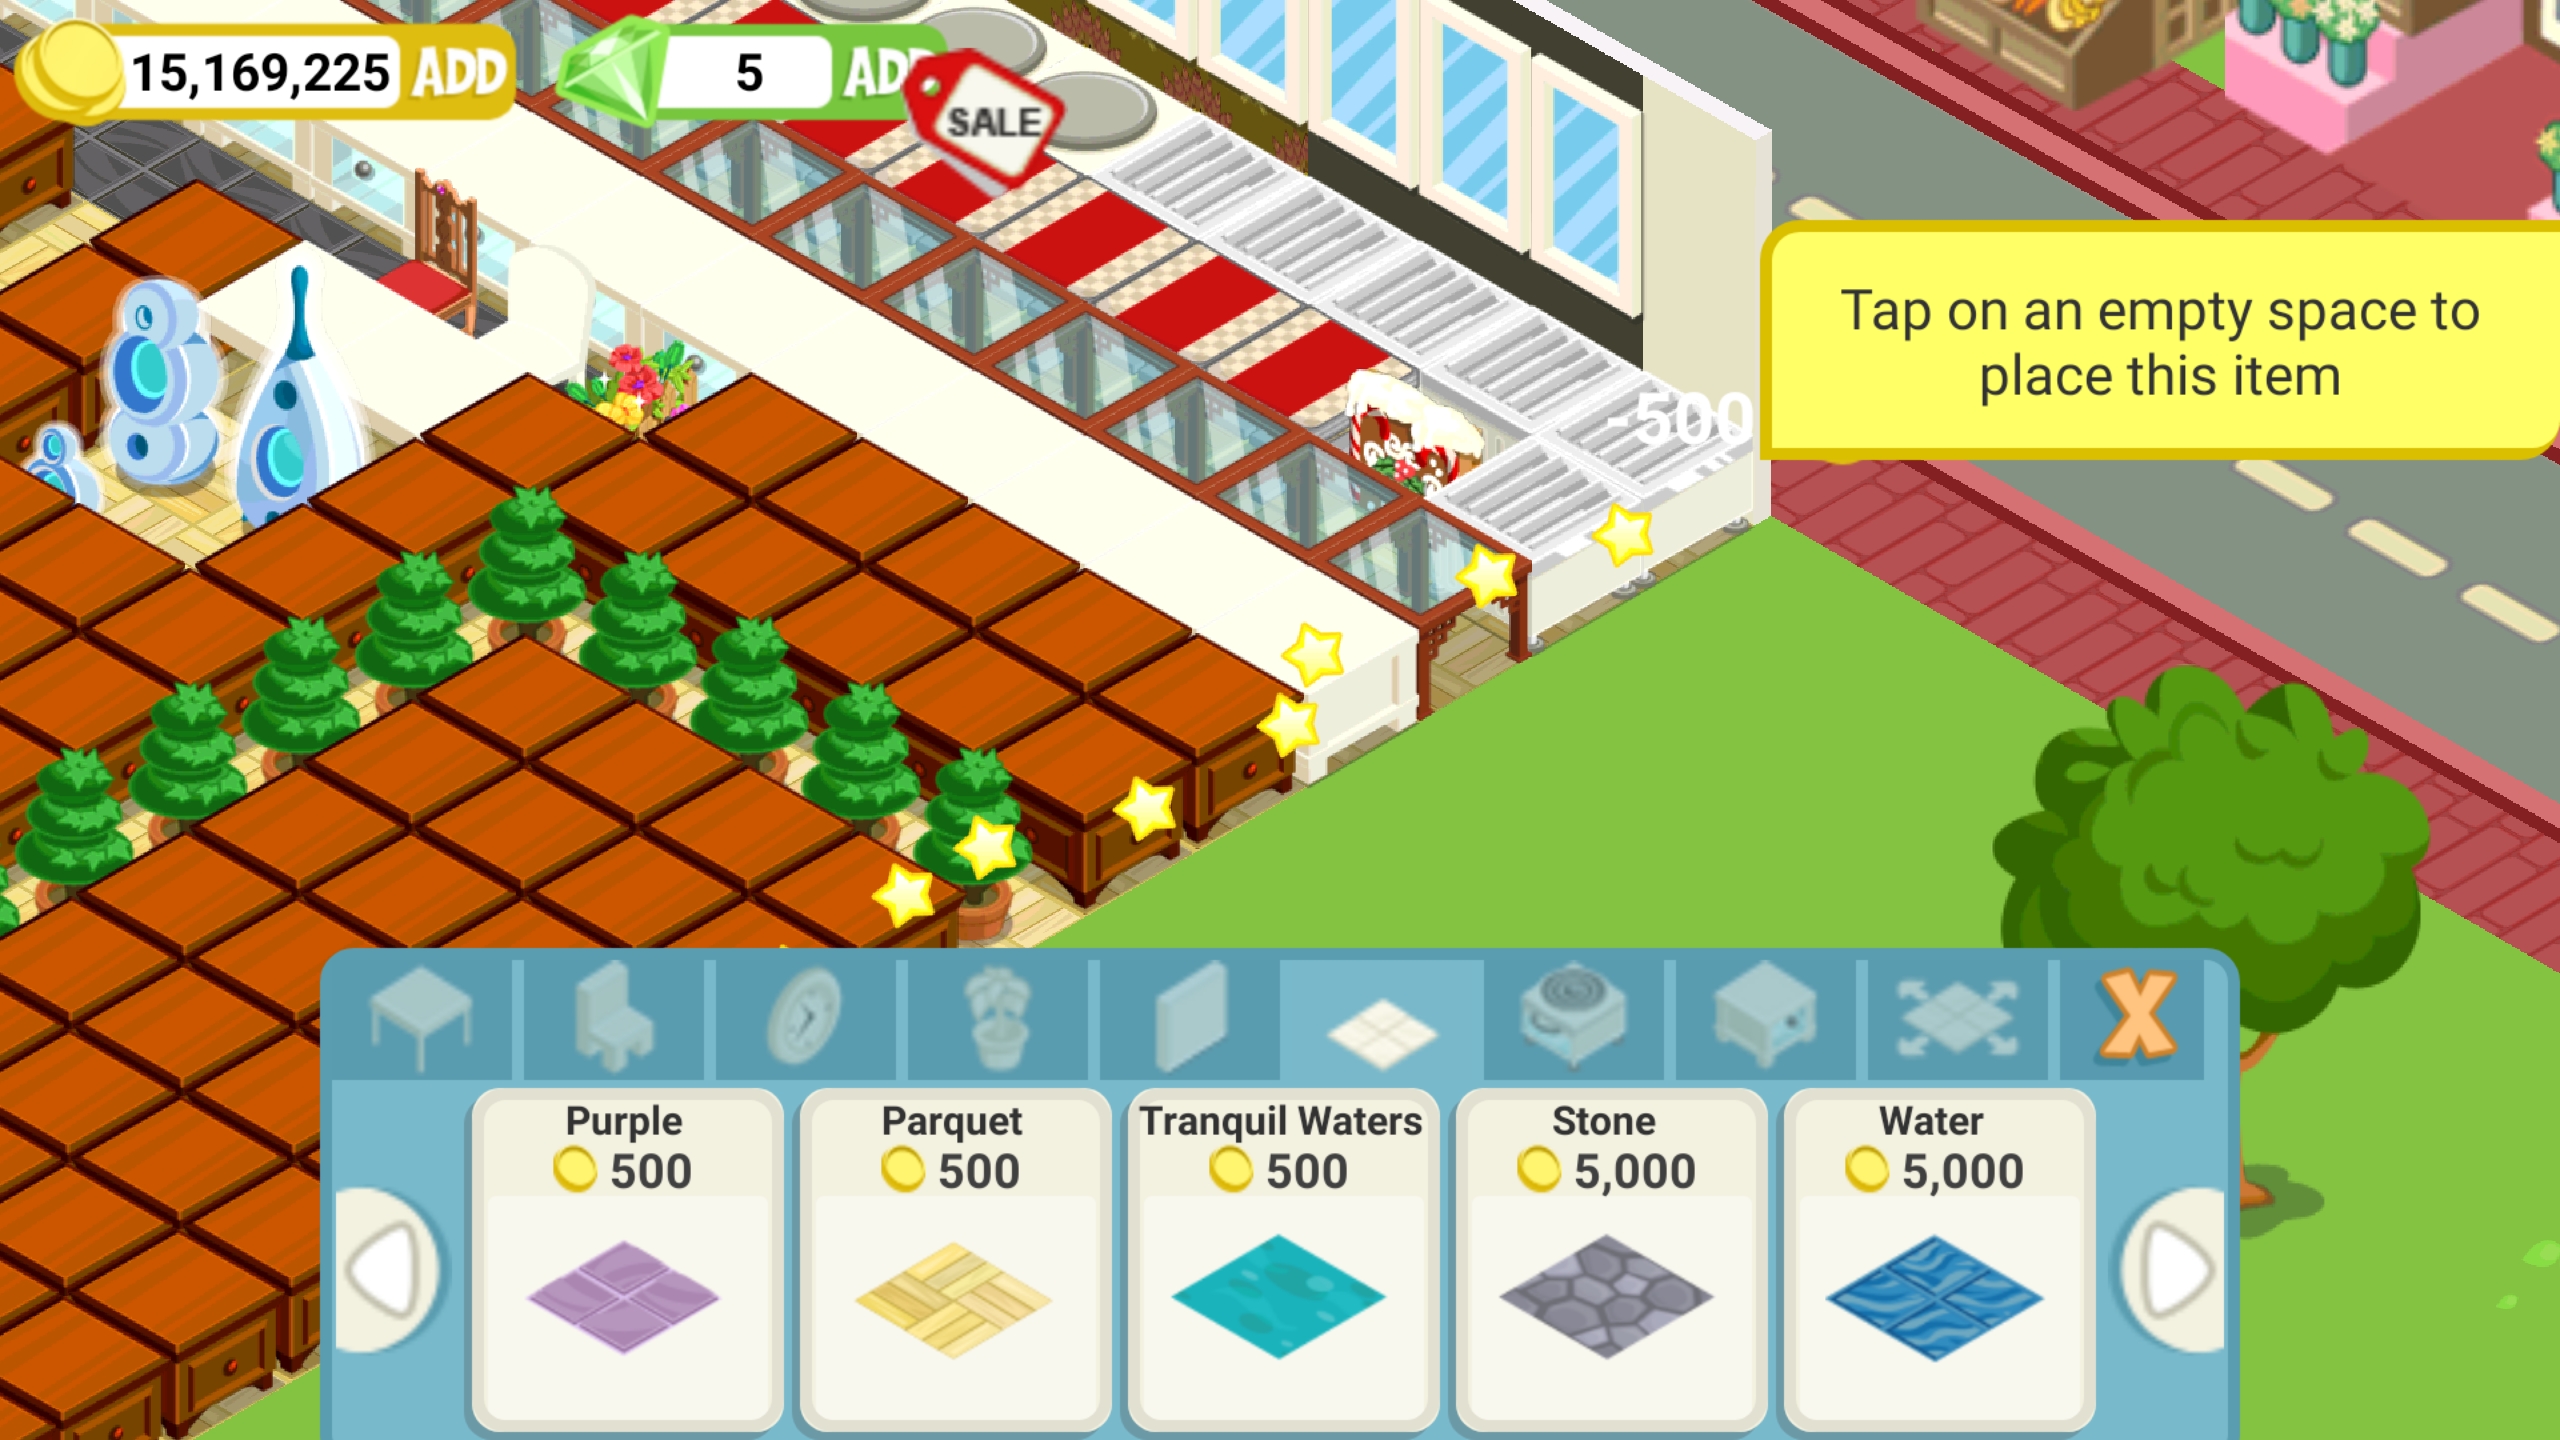 15,169,225 ADD
5 ADD
SALE
Tap on an empty space to
place this item
-500
Purple
500
Parquet
500
Tranquil Waters
500
Stone
5,000
Water
5,000
X